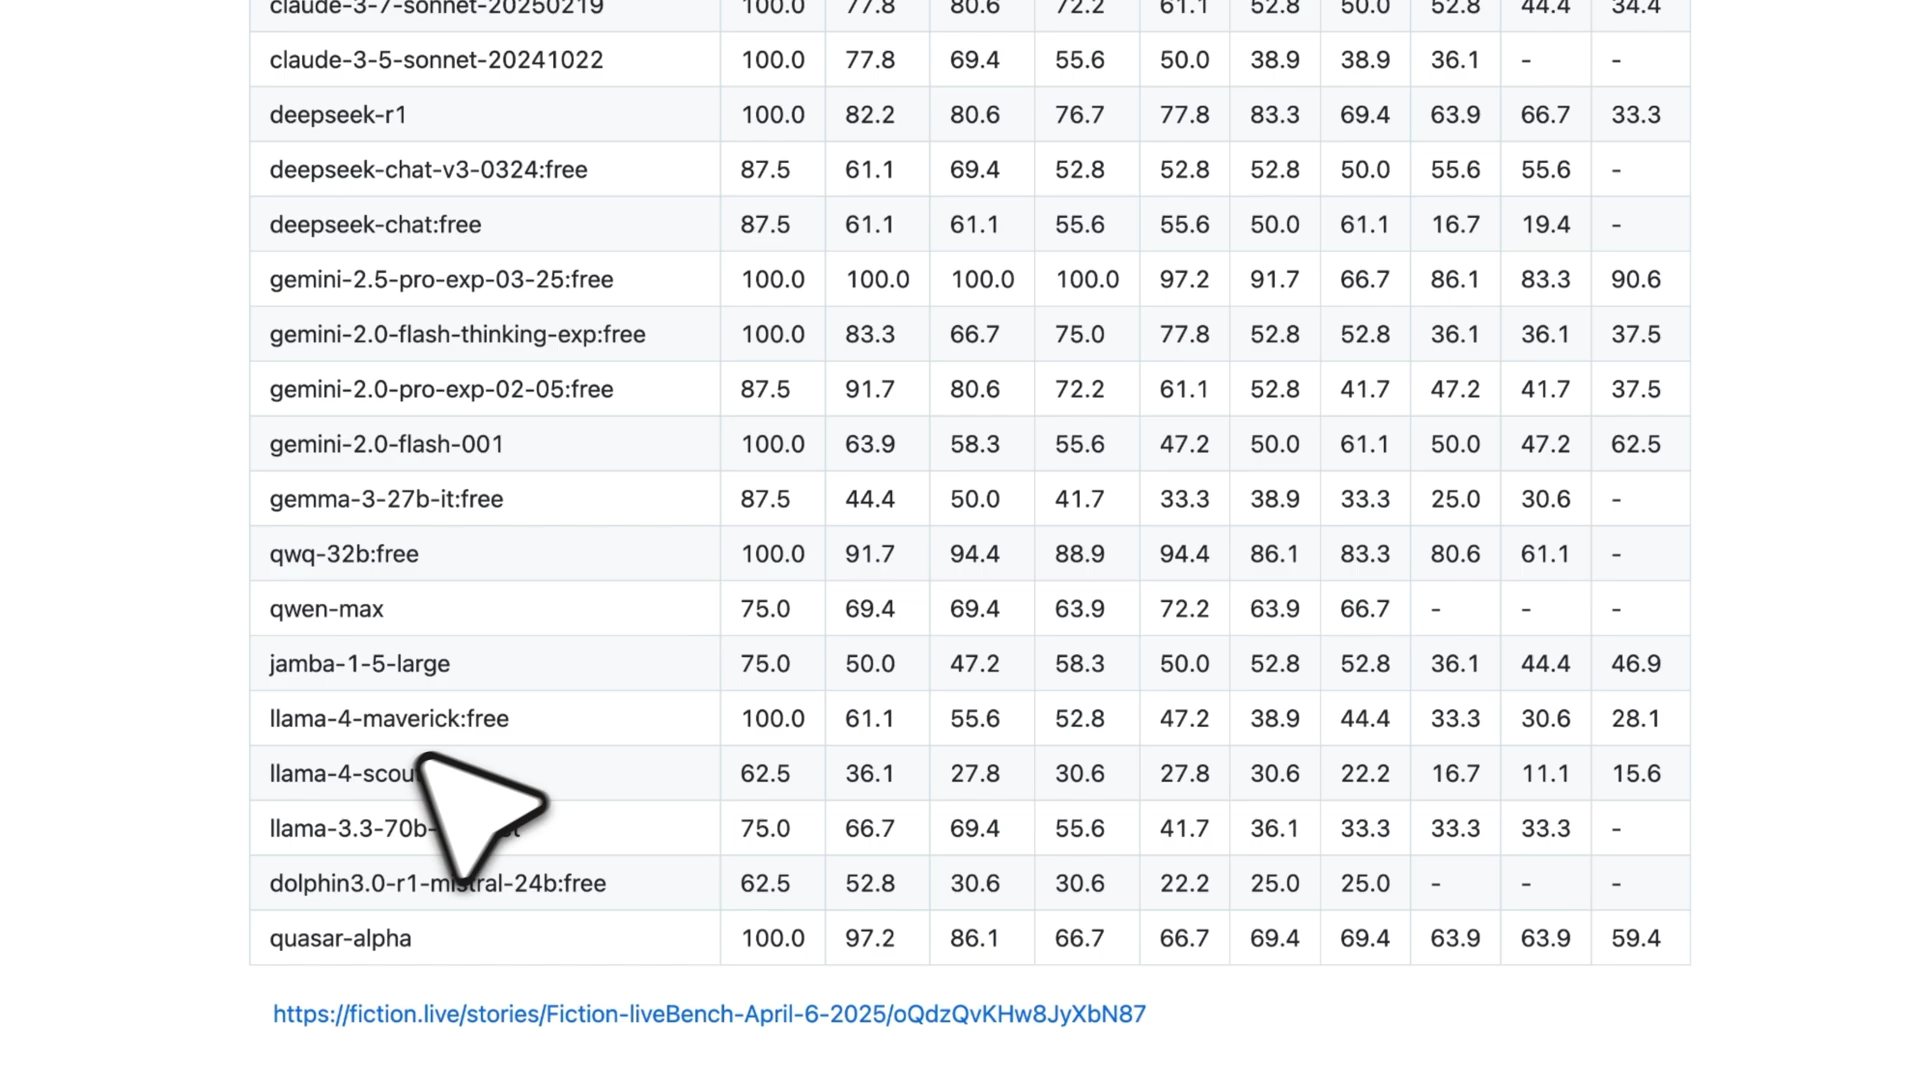 claude-3-7-sonnet-20250219 100.0 77.8 80.6 72.2 61.1 52.8 50.0 52.8 44.4 34.4
claude-3-5-sonnet-20241022 100.0 77.8 69.4 55.6 50.0 38.9 38.9 36.1 - -
deepseek-r1 100.0 82.2 80.6 76.7 77.8 83.3 69.4 63.9 66.7 33.3
deepseek-chat-v3-0324:free 87.5 61.1 69.4 52.8 52.8 52.8 50.0 55.6 55.6 -
deepseek-chat:free 87.5 61.1 61.1 55.6 55.6 50.0 61.1 16.7 19.4 -
gemini-2.5-pro-exp-03-25:free 100.0 100.0 100.0 100.0 97.2 91.7 66.7 86.1 83.3 90.6
gemini-2.0-flash-thinking-exp:free 100.0 83.3 66.7 75.0 77.8 52.8 52.8 36.1 36.1 37.5
gemini-2.0-pro-exp-02-05:free 87.5 91.7 80.6 72.2 61.1 52.8 41.7 47.2 41.7 37.5
gemini-2.0-flash-001 100.0 63.9 58.3 55.6 47.2 50.0 61.1 50.0 47.2 62.5
gemma-3-27b-it:free 87.5 44.4 50.0 41.7 33.3 38.9 33.3 25.0 30.6 -
qwq-32b:free 100.0 91.7 94.4 88.9 94.4 86.1 83.3 80.6 61.1 -
qwen-max 75.0 69.4 69.4 63.9 72.2 63.9 66.7 - - -
jamba-1-5-large 75.0 50.0 47.2 58.3 50.0 52.8 52.8 36.1 44.4 46.9
llama-4-maverick:free 100.0 61.1 55.6 52.8 47.2 38.9 44.4 33.3 30.6 28.1
llama-4-scou 62.5 36.1 27.8 30.6 27.8 30.6 22.2 16.7 11.1 15.6
llama-3.3-70b- 75.0 66.7 69.4 55.6 41.7 36.1 33.3 33.3 33.3 -
dolphin3.0-r1-mistral-24b:free 62.5 52.8 30.6 30.6 22.2 25.0 25.0 - - -
quasar-alpha 100.0 97.2 86.1 66.7 66.7 69.4 69.4 63.9 63.9 59.4
https://fiction.live/stories/Fiction-liveBench-April-6-2025/oQdzQvKHw8JyXbN87